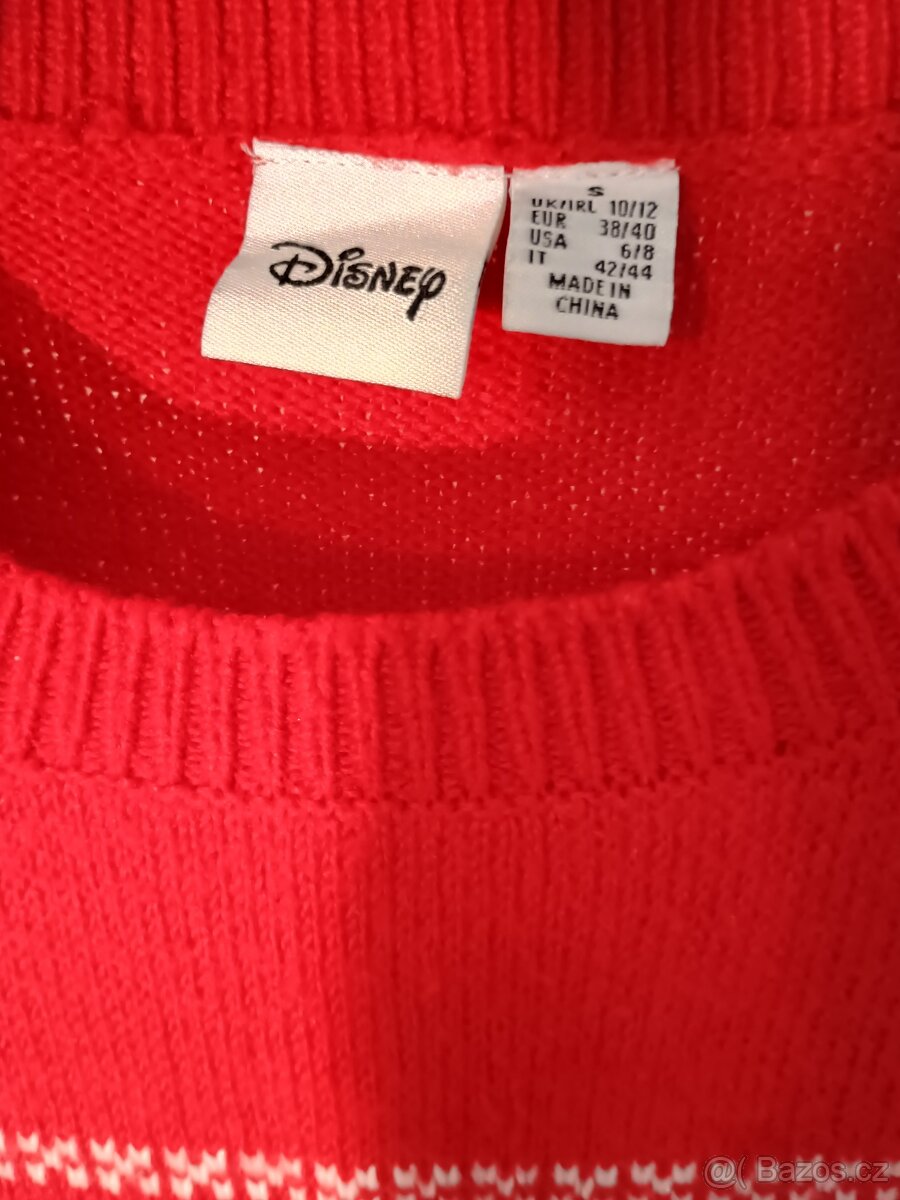 Disney
S
UK/IRL 10/12
EUR 38/40
USA 6/8
IT 42/44
MADE IN
CHINA
@( Bazos.cz